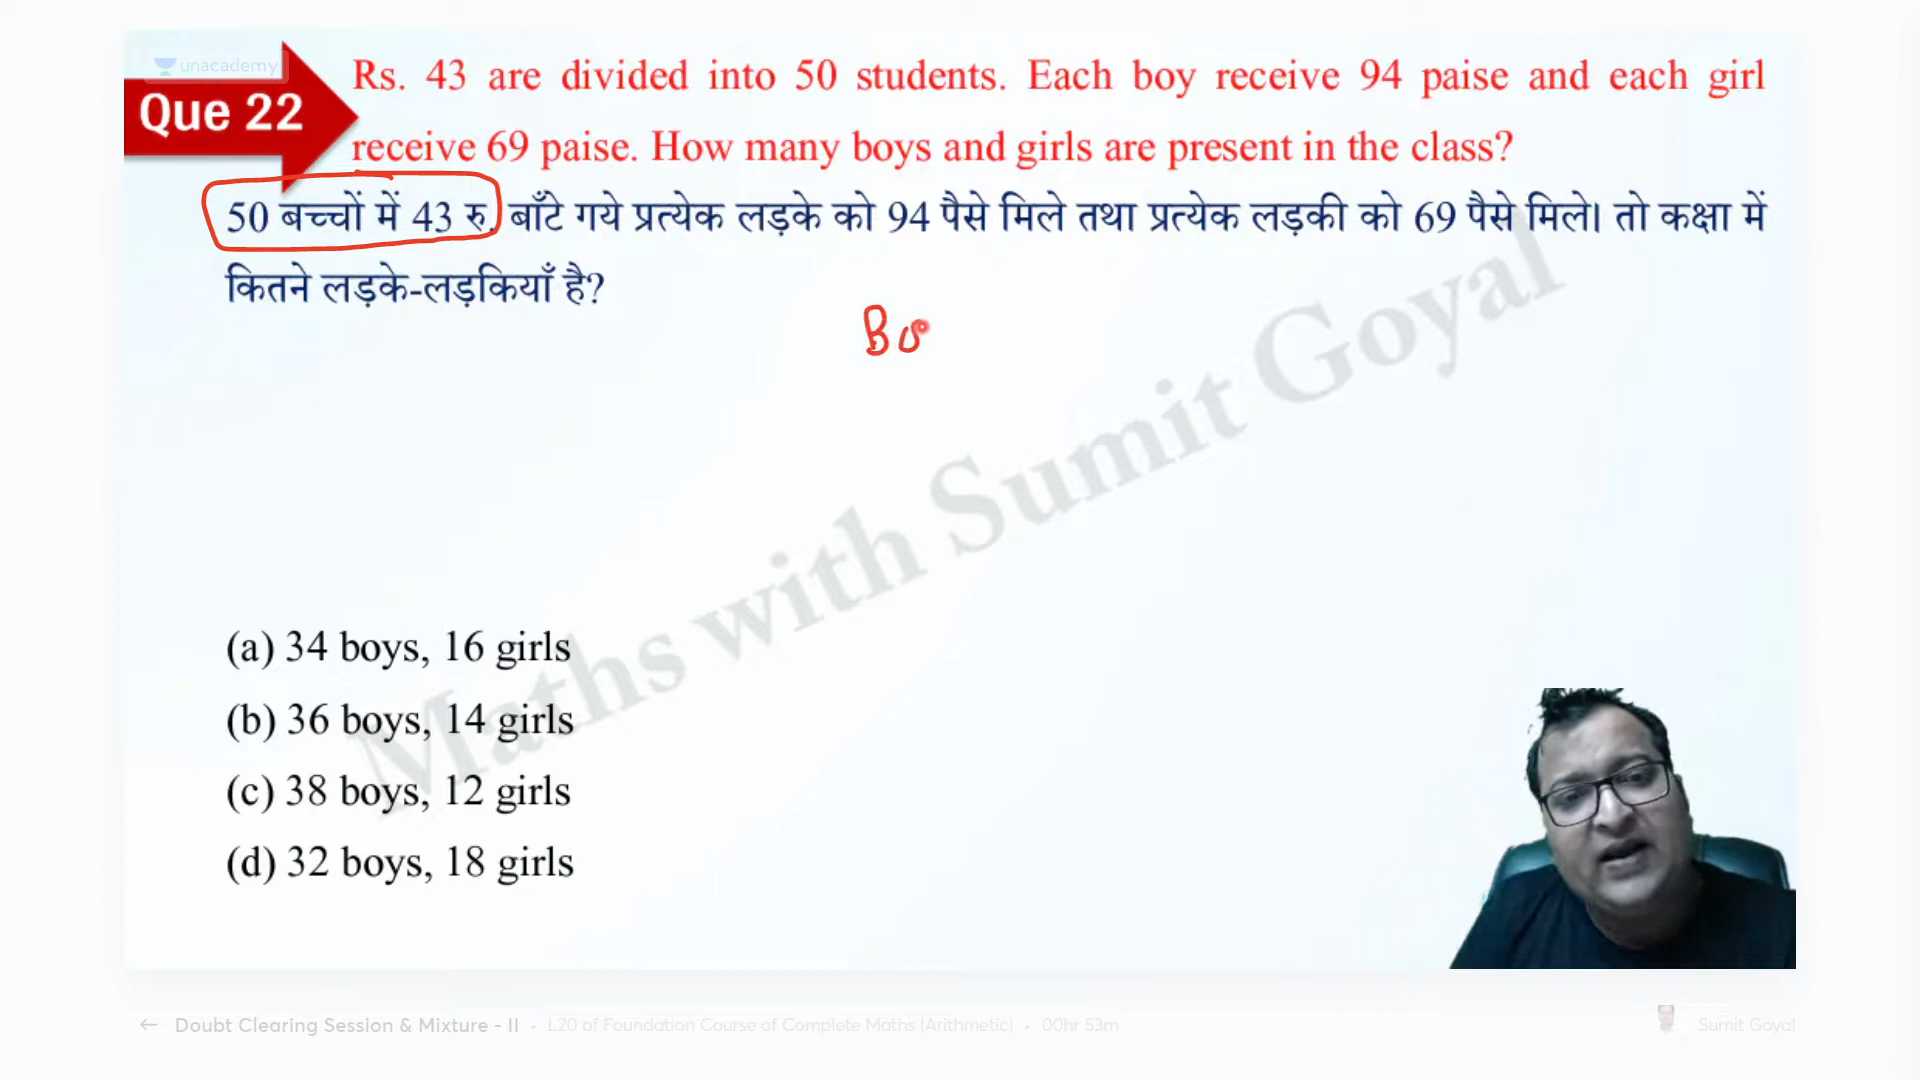 unacademy
Que 22
Rs. 43 are divided into 50 students. Each boy receive 94 paise and each girl
receive 69 paise. How many boys and girls are present in the class?
50 बच्चों में 43 रु. बाँटे गये प्रत्येक लड़के को 94 पैसे मिले तथा प्रत्येक लड़की को 69 पैसे मिले। तो कक्षा में
कितने लड़के-लड़कियाँ है?
Bo
Maths with Sumit Goyal
(a) 34 boys, 16 girls
(b) 36 boys, 14 girls
(c) 38 boys, 12 girls
(d) 32 boys, 18 girls
← Doubt Clearing Session & Mixture - II • L20 of Foundation Course of Complete Maths (Arithmetic) • 00hr 53m
Sumit Goyal